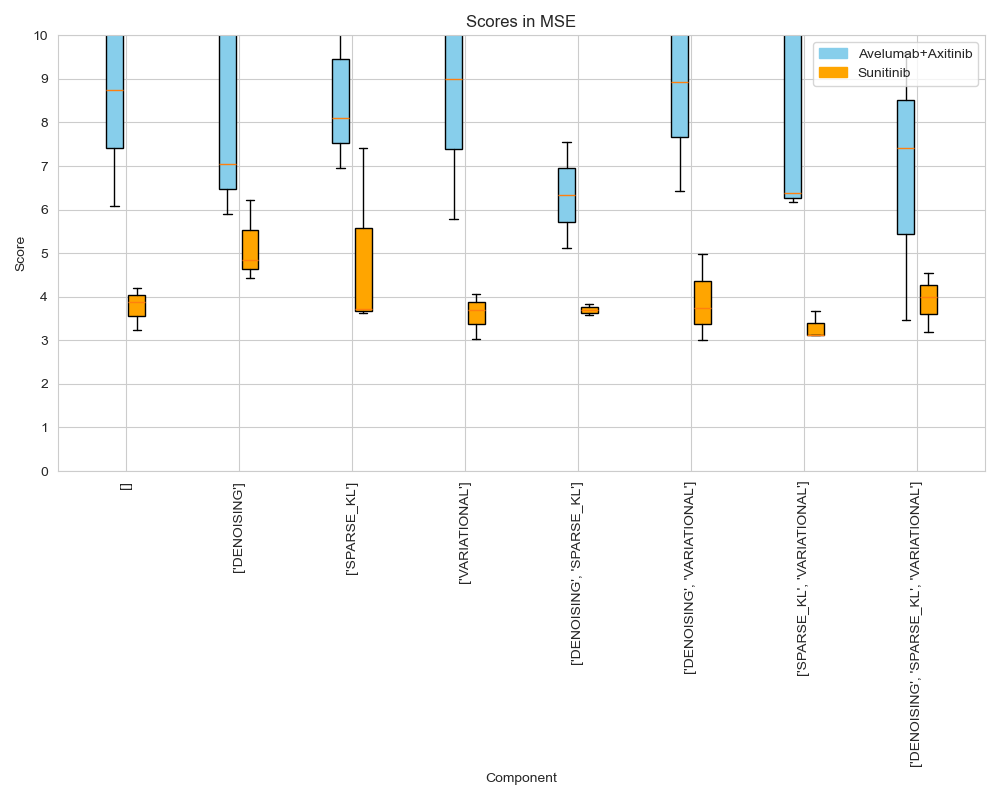 Scores in MSE
Avelumab+Axitinib
Sunitinib
10
9
8
7
6
5
4
3
2
1
0
Score
[]
['DENOISING']
['SPARSE_KL']
['VARIATIONAL']
['DENOISING', 'SPARSE_KL']
['DENOISING', 'VARIATIONAL']
['SPARSE_KL', 'VARIATIONAL']
['DENOISING', 'SPARSE_KL', 'VARIATIONAL']
Component